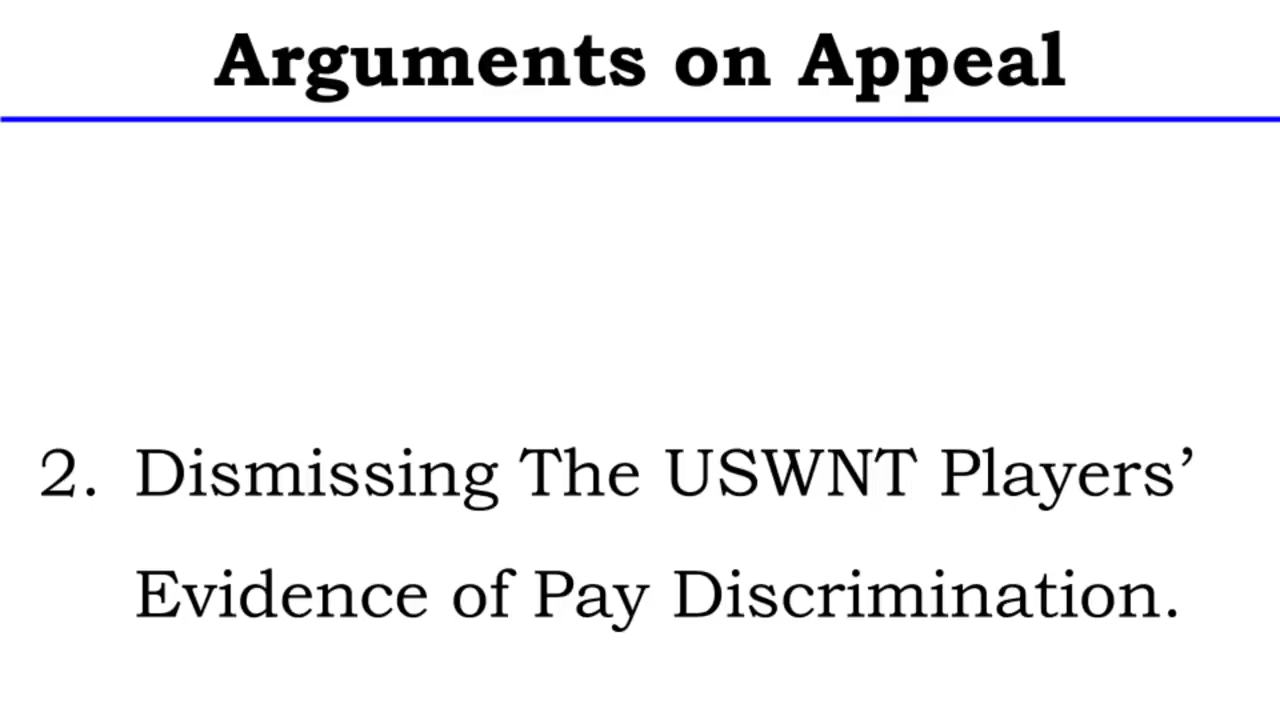 Arguments on Appeal
2. Dismissing The USWNT Players’
Evidence of Pay Discrimination.